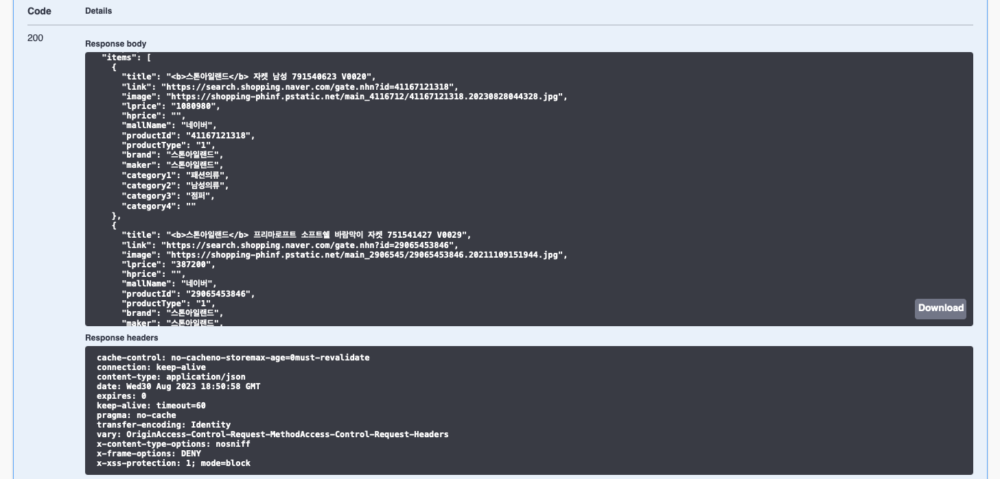 Code Details
200
Response body
"items": [
{
"title": "<b>스톤아일랜드</b> 자켓 남성 791540623 V0020",
"link": "https://search.shopping.naver.com/gate.nhn?id=41167121318",
"image": "https://shopping-phinf.pstatic.net/main_4116712/41167121318.20230828044328.jpg",
"lprice": "1080980",
"hprice": "",
"mallName": "네이버",
"productId": "41167121318",
"productType": "1",
"brand": "스톤아일랜드",
"maker": "스톤아일랜드",
"category1": "패션의류",
"category2": "남성의류",
"category3": "점퍼",
"category4": ""
},
{
"title": "<b>스톤아일랜드</b> 프리마로프트 소프트쉘 바람막이 자켓 751541427 V0029",
"link": "https://search.shopping.naver.com/gate.nhn?id=29065453846",
"image": "https://shopping-phinf.pstatic.net/main_2906545/29065453846.20211109151944.jpg",
"lprice": "387200",
"hprice": "",
"mallName": "네이버",
"productId": "29065453846",
"productType": "1",
"brand": "스톤아일랜드",
"maker": "스톤아일랜드",
Download
Response headers
cache-control: no-cacheno-storemax-age=0must-revalidate
connection: keep-alive
content-type: application/json
date: Wed30 Aug 2023 18:50:58 GMT
expires: 0
keep-alive: timeout=60
pragma: no-cache
transfer-encoding: Identity
vary: OriginAccess-Control-Request-MethodAccess-Control-Request-Headers
x-content-type-options: nosniff
x-frame-options: DENY
x-xss-protection: 1; mode=block